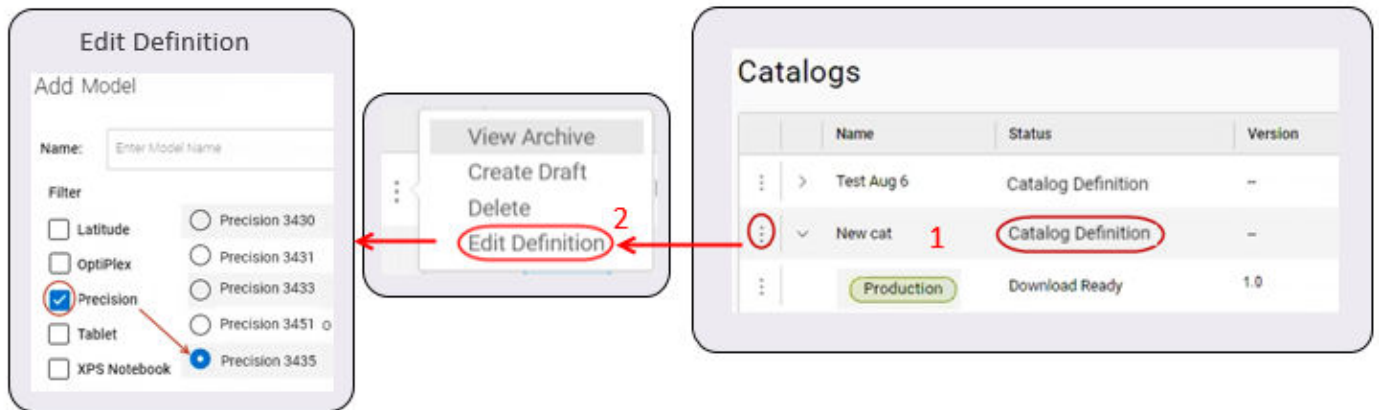 Edit Definition
Add Model
Name:
Enter Model Name
Filter
Latitude
OptiPlex
Precision
Tablet
XPS Notebook
Precision 3430
Precision 3431
Precision 3433
Precision 3451 o
Precision 3435
View Archive
Create Draft
Delete
Edit Definition
2
Catalogs
Name Status Version
Test Aug 6 Catalog Definition --
New cat 1 Catalog Definition --
Production Download Ready 1.0